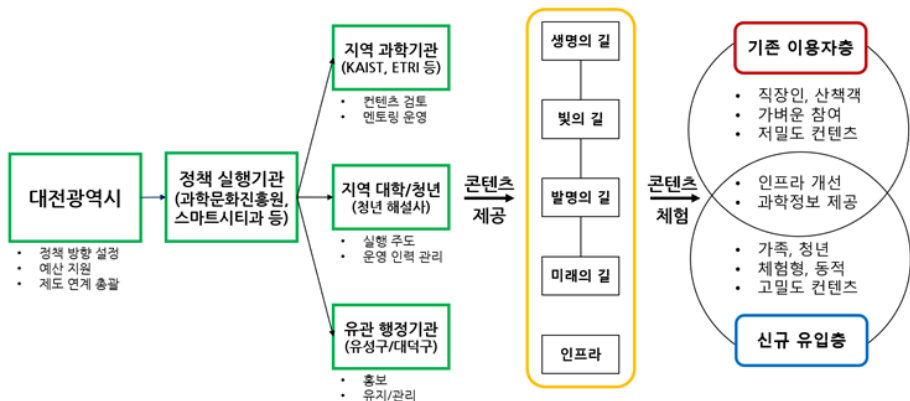 대전광역시
• 정책 방향 설정
• 예산 지원
• 제도 연계 총괄
정책 실행기관
(과학문화진흥원,
스마트시티과 등)
지역 과학기관
(KAIST, ETRI 등)
• 컨텐츠 검토
• 멘토링 운영
지역 대학/청년
(청년 해설사)
• 실행 주도
• 운영 인력 관리
유관 행정기관
(유성구/대덕구)
• 홍보
• 유지/관리
콘텐츠
제공
생명의 길
빛의 길
발명의 길
미래의 길
인프라
콘텐츠
체험
기존 이용자층
• 직장인, 산책객
• 가벼운 참여
• 저밀도 컨텐츠
• 인프라 개선
• 과학정보 제공
• 가족, 청년
• 체험형, 동적
• 고밀도 컨텐츠
신규 유입층